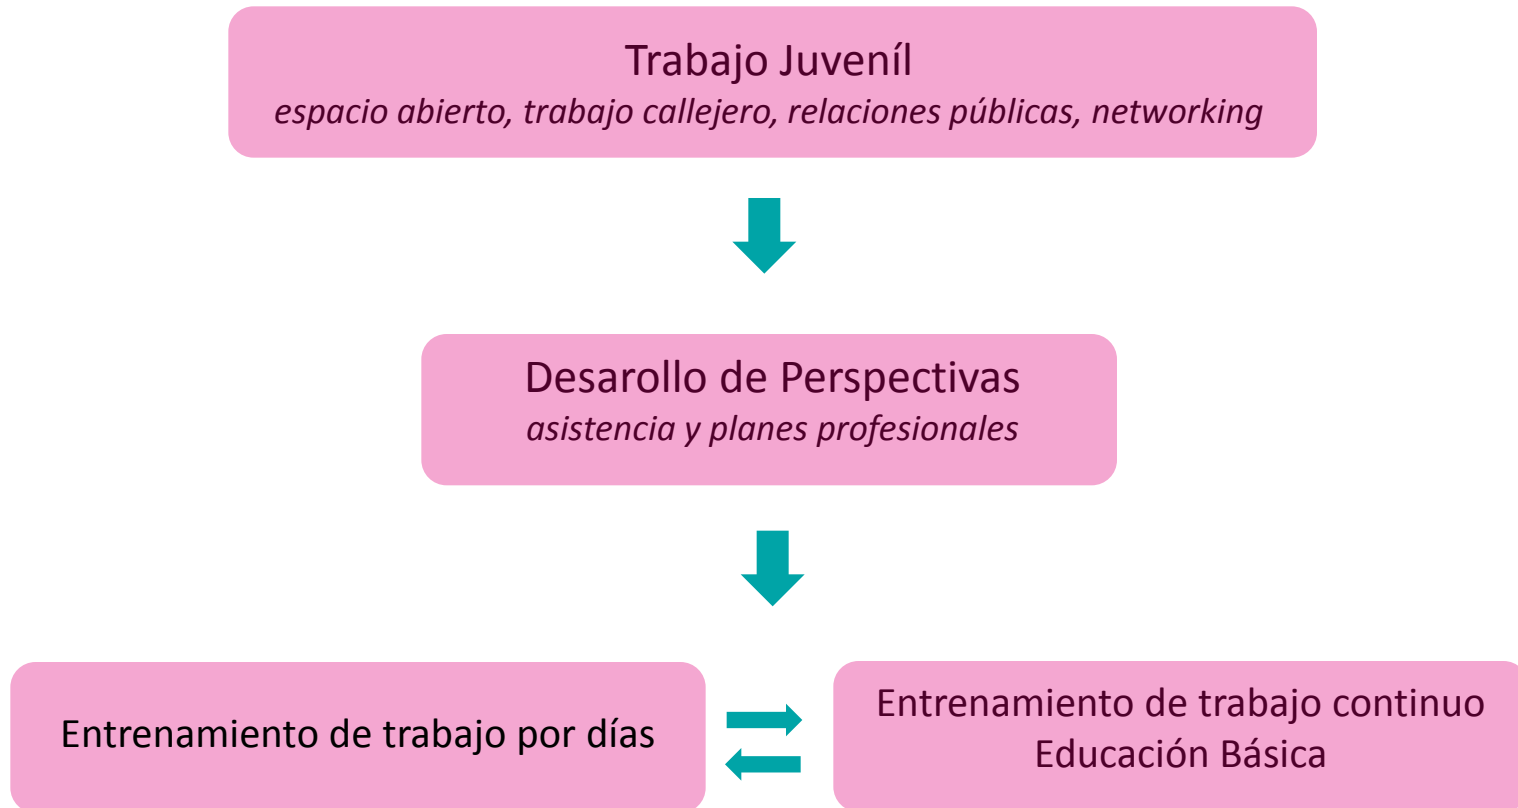 Trabajo Juveníl
espacio abierto, trabajo callejero, relaciones públicas, networking
Desarollo de Perspectivas
asistencia y planes profesionales
Entrenamiento de trabajo por días
Entrenamiento de trabajo continuo
Educación Básica